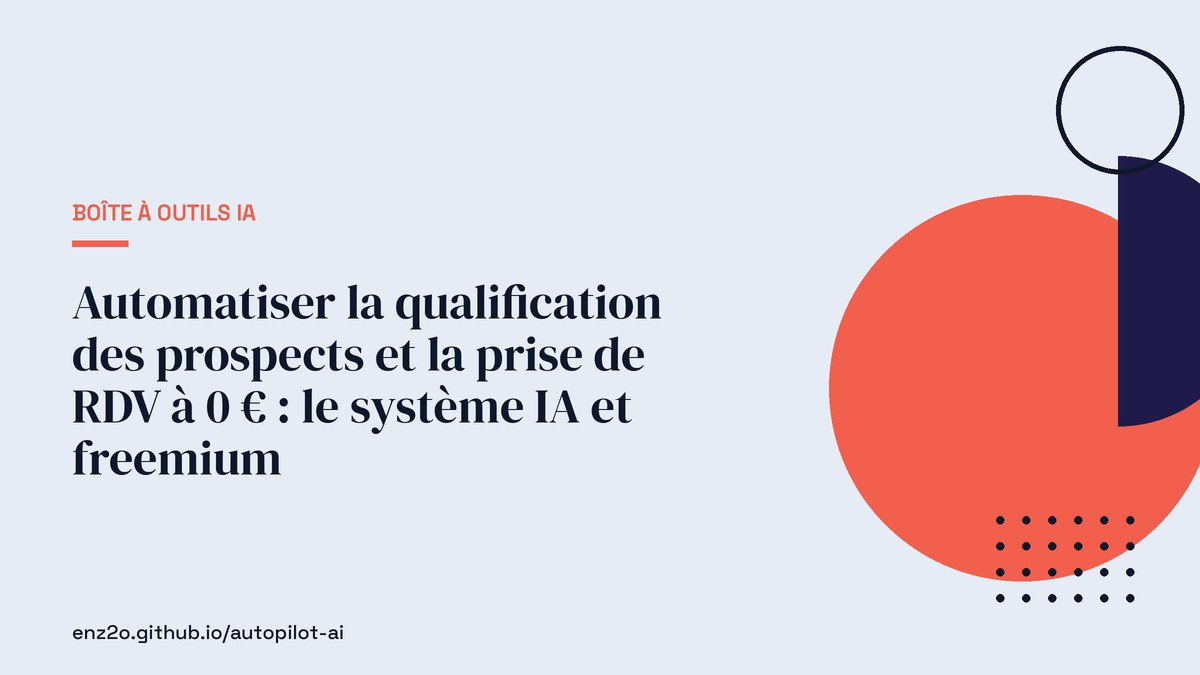 BOÎTE À OUTILS IA
Automatiser la qualification
des prospects et la prise de
RDV à 0 € : le système IA et
freemium
enz2o.github.io/autopilot-ai